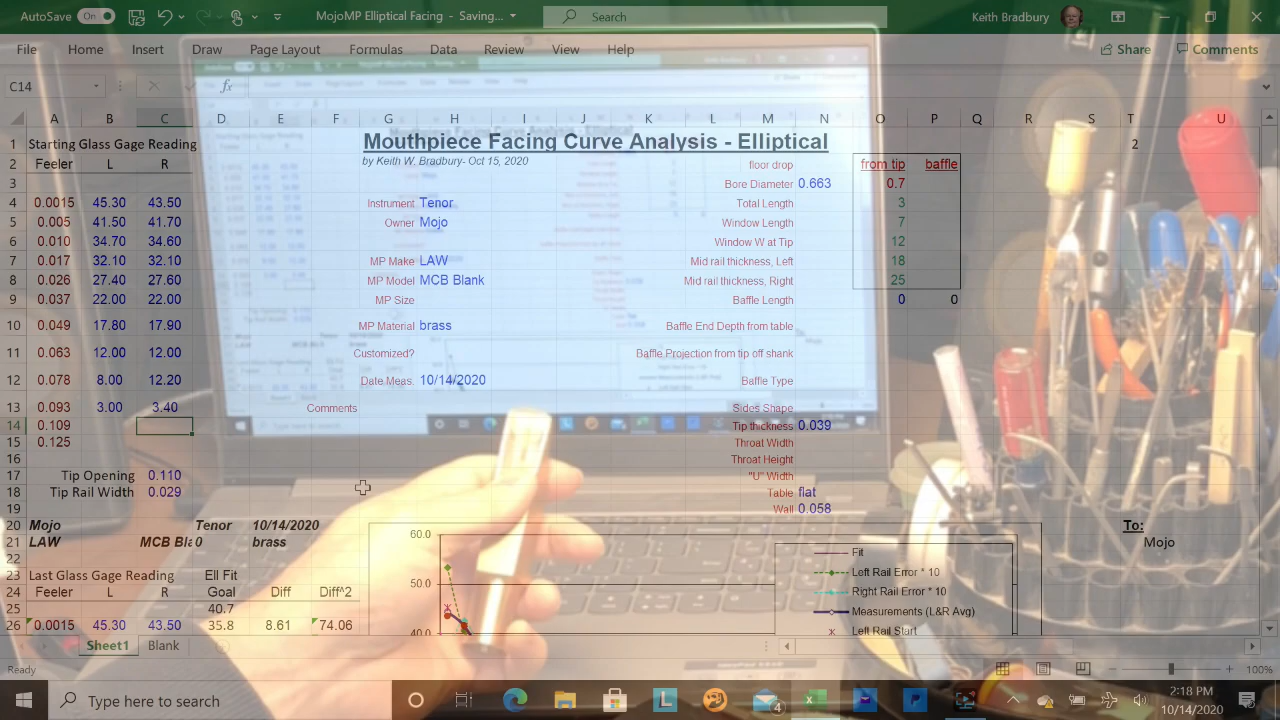 AutoSave On MojoMP Elliptical Facing - Saving... Search Keith Bradbury
File Home Insert Draw Page Layout Formulas Data Review View Help Share Comments
C14 fx
A B C D E F G H I J K L M N O P Q R S T U
1 Starting Glass Gage Reading Mouthpiece Facing Curve Analysis - Elliptical 2
2 Feeler L R by Keith W. Bradbury- Oct 15, 2020 floor drop from tip baffle
3 Bore Diameter 0.663 0.7
4 0.0015 45.30 43.50 Instrument Tenor Total Length 3
5 0.005 41.50 41.70 Owner Mojo Window Length 7
6 0.010 34.70 34.60 Window W at Tip 12
7 0.017 32.10 32.10 MP Make LAW Mid rail thickness, Left 18
8 0.026 27.40 27.60 MP Model MCB Blank Mid rail thickness, Right 25
9 0.037 22.00 22.00 MP Size Baffle Length 0 0
10 0.049 17.80 17.90 MP Material brass Baffle End Depth from table
11 0.063 12.00 12.00 Customized? Baffle Projection from tip off shank
12 0.078 8.00 12.20 Date Meas. 10/14/2020 Baffle Type
13 0.093 3.00 3.40 Comments Sides Shape
14 0.109 Tip thickness 0.039
15 0.125 Throat Width
16 Throat Height
17 Tip Opening 0.110 "U" Width
18 Tip Rail Width 0.029 Table flat
19 Wall 0.058
20 Mojo Tenor 10/14/2020 60.0 To:
21 LAW MCB Bla 0 brass Mojo
22 Fit
23 Last Glass Gage Reading Ell Fit Left Rail Error * 10
24 Feeler L R Goal Diff Diff^2 50.0 Right Rail Error * 10
25 40.7 Measurements (L&R Avg)
26 0.0015 45.30 43.50 35.8 8.61 74.06 40.0 Left Rail Start
Sheet1 Blank
Ready 100%
Type here to search 4 2:18 PM
10/14/2020